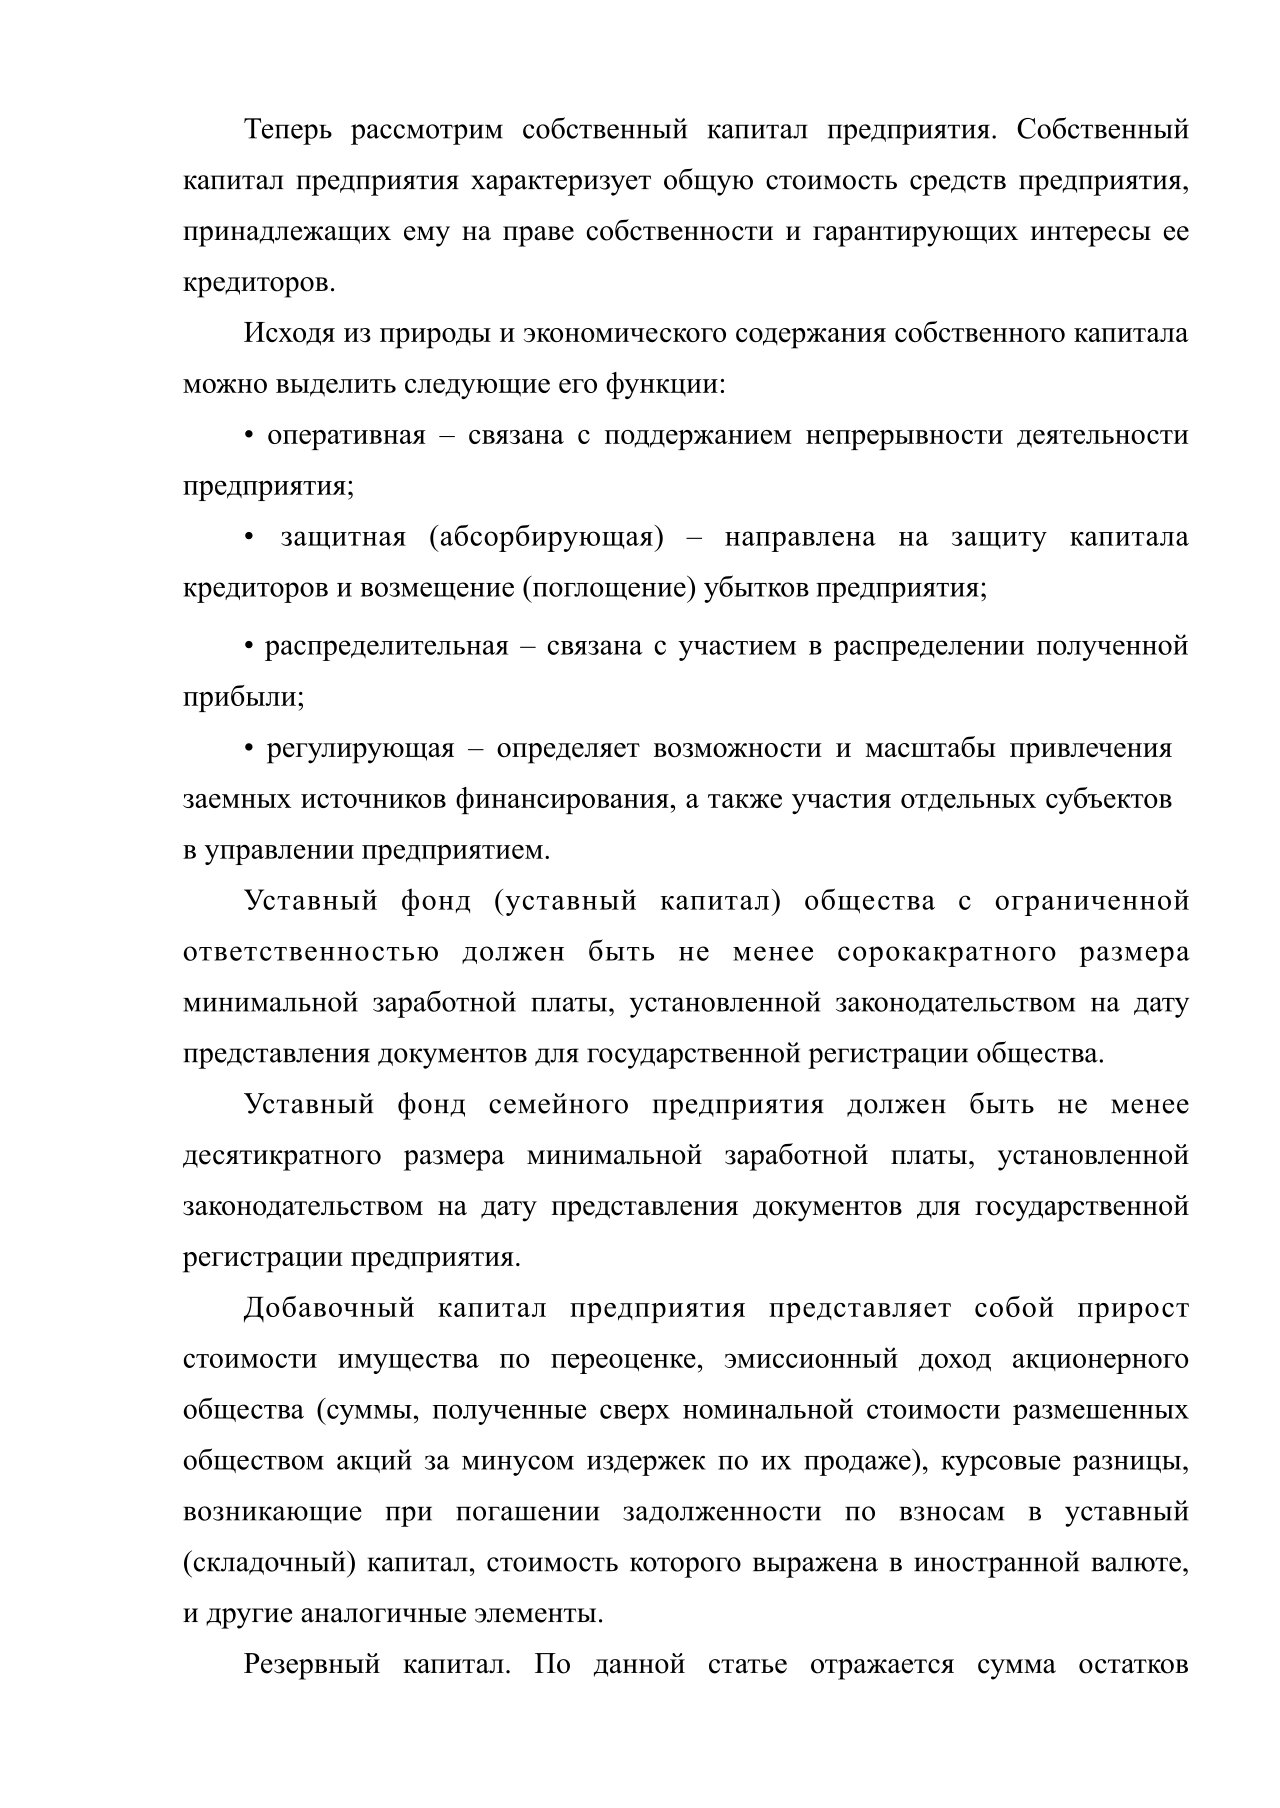 Теперь рассмотрим собственный капитал предприятия. Собственный
капитал предприятия характеризует общую стоимость средств предприятия,
принадлежащих ему на праве собственности и гарантирующих интересы ее
кредиторов.
Исходя из природы и экономического содержания собственного капитала
можно выделить следующие его функции:
• оперативная – связана с поддержанием непрерывности деятельности
предприятия;
• защитная (абсорбирующая) – направлена на защиту капитала
кредиторов и возмещение (поглощение) убытков предприятия;
• распределительная – связана с участием в распределении полученной
прибыли;
• регулирующая – определяет возможности и масштабы привлечения
заемных источников финансирования, а также участия отдельных субъектов
в управлении предприятием.
Уставный фонд (уставный капитал) общества с ограниченной
ответственностью должен быть не менее сорокакратного размера
минимальной заработной платы, установленной законодательством на дату
представления документов для государственной регистрации общества.
Уставный фонд семейного предприятия должен быть не менее
десятикратного размера минимальной заработной платы, установленной
законодательством на дату представления документов для государственной
регистрации предприятия.
Добавочный капитал предприятия представляет собой прирост
стоимости имущества по переоценке, эмиссионный доход акционерного
общества (суммы, полученные сверх номинальной стоимости размешенных
обществом акций за минусом издержек по их продаже), курсовые разницы,
возникающие при погашении задолженности по взносам в уставный
(складочный) капитал, стоимость которого выражена в иностранной валюте,
и другие аналогичные элементы.
Резервный капитал. По данной статье отражается сумма остатков